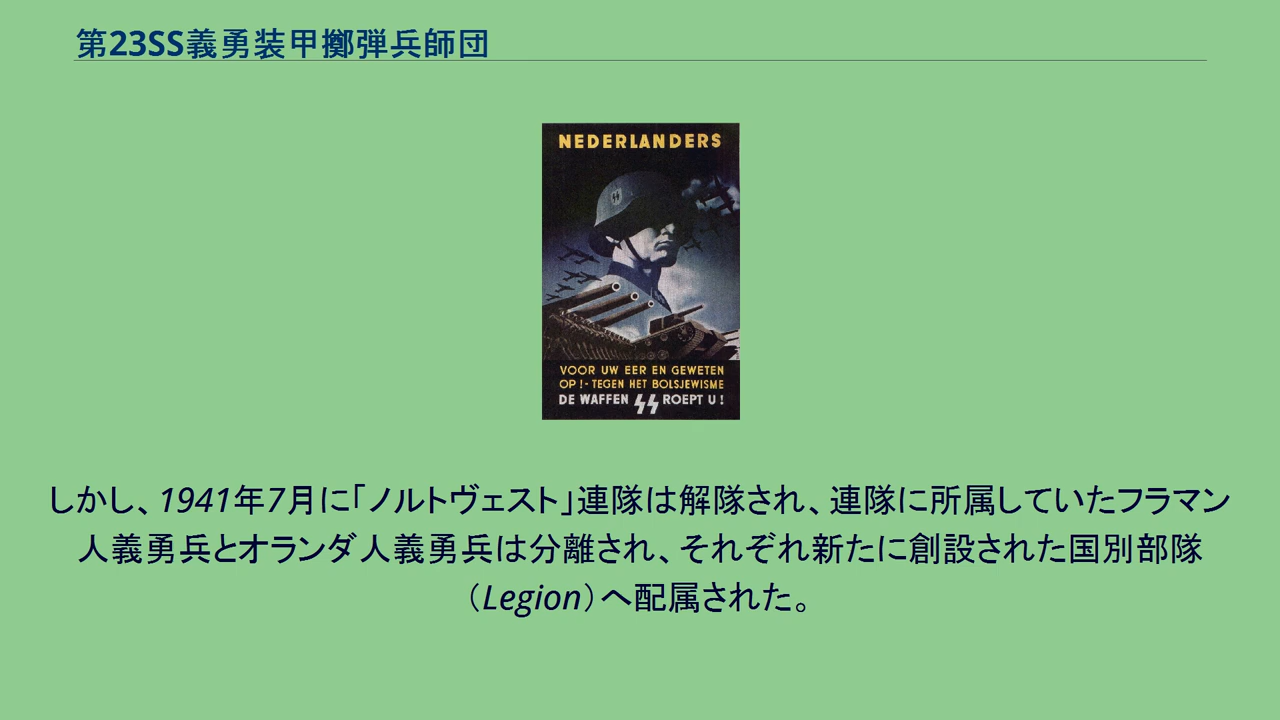 第23SS義勇装甲擲弾兵師団
NEDERLANDERS
VOOR UW EER EN GEWETEN
OP!- TEGEN HET BOLSJEWISME
DE WAFFEN SS ROEPT U!
しかし、1941年7月に「ノルトヴェスト」連隊は解隊され、連隊に所属していたフラマン
人義勇兵とオランダ人義勇兵は分離され、それぞれ新たに創設された国別部隊
（Legion）へ配属された。